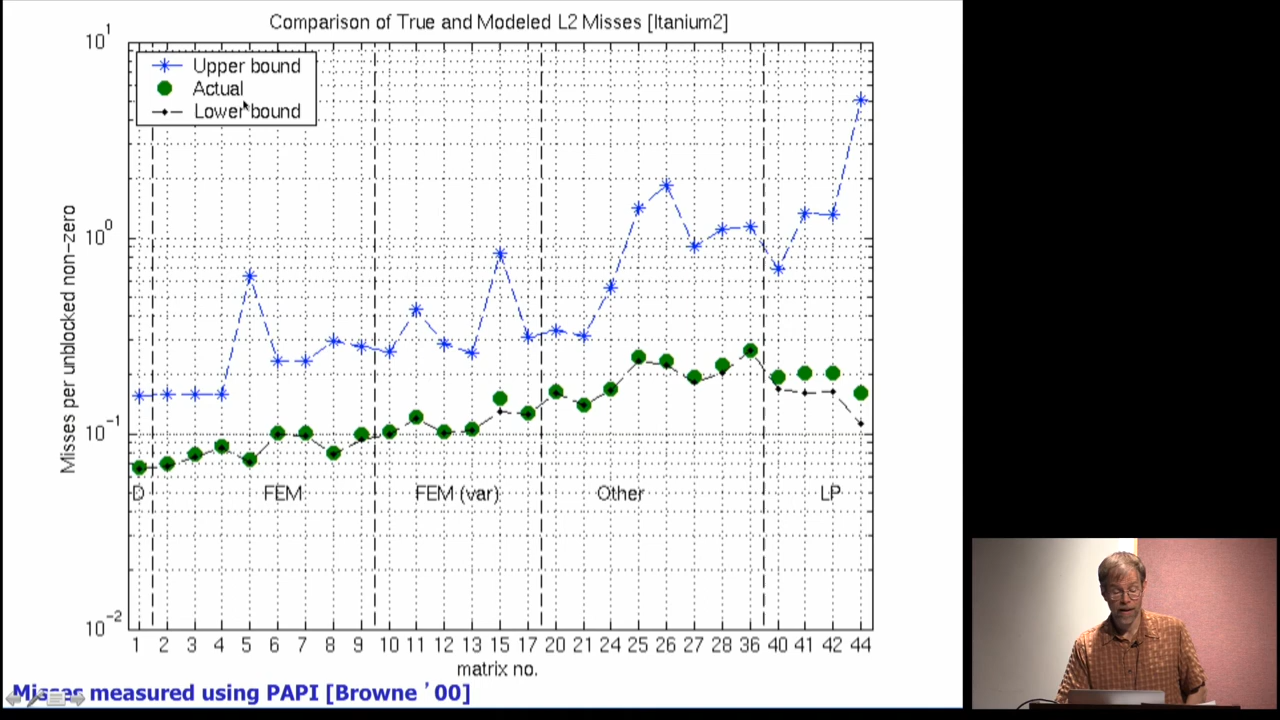 Comparison of True and Modeled L2 Misses [Itanium2]
10^1
Upper bound
Actual
Lower bound
10^0
Misses per unblocked non-zero
10^-1
D FEM FEM (var) Other LP
10^-2
1 2 3 4 5 6 7 8 9 10 11 12 13 15 17 20 21 24 25 26 27 28 36 40 41 42 44
matrix no.
Misses measured using PAPI [Browne '00]